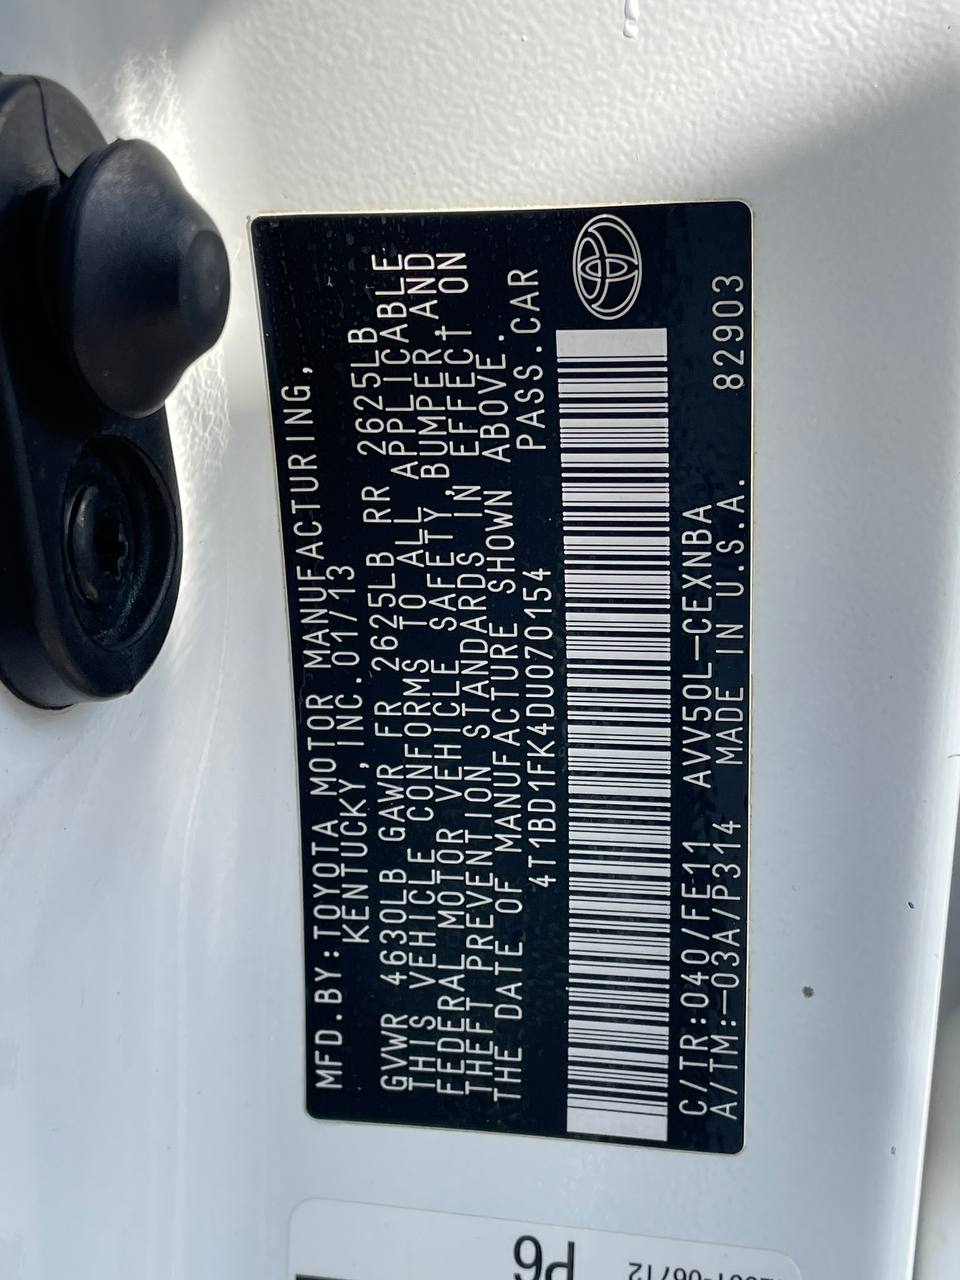 MFD.BY:TOYOTA MOTOR MANUFACTURING,
KENTUCKY,INC.01/13
GVWR 4630LB GAWR FR 2625LB RR 2625LB
THIS VEHICLE CONFORMS TO ALL APPLICABLE
FEDERAL MOTOR VEHICLE SAFETY, BUMPER AND
THEFT PREVENTION STANDARDS IN EFFECT ON
THE DATE OF MANUFACTURE SHOWN ABOVE.
4T1BD1FK4DU070154 PASS.CAR
C/TR:040/FE11 AVV50L-CEXNBA
A/TM:-03A/P314 MADE IN U.S.A. 82903
P6